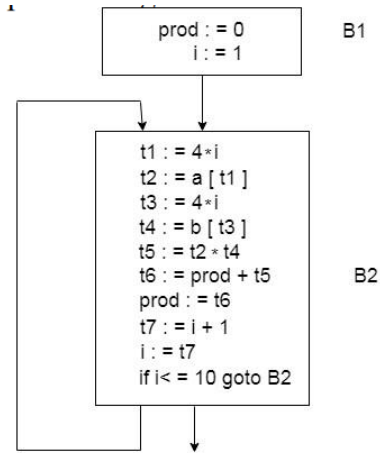 prod : = 0 B1
i : = 1
t1 : = 4*i
t2 : = a [ t1 ]
t3 : = 4*i
t4 : = b [ t3 ]
t5 : = t2 * t4
t6 : = prod + t5 B2
prod : = t6
t7 : = i + 1
i : = t7
if i< = 10 goto B2